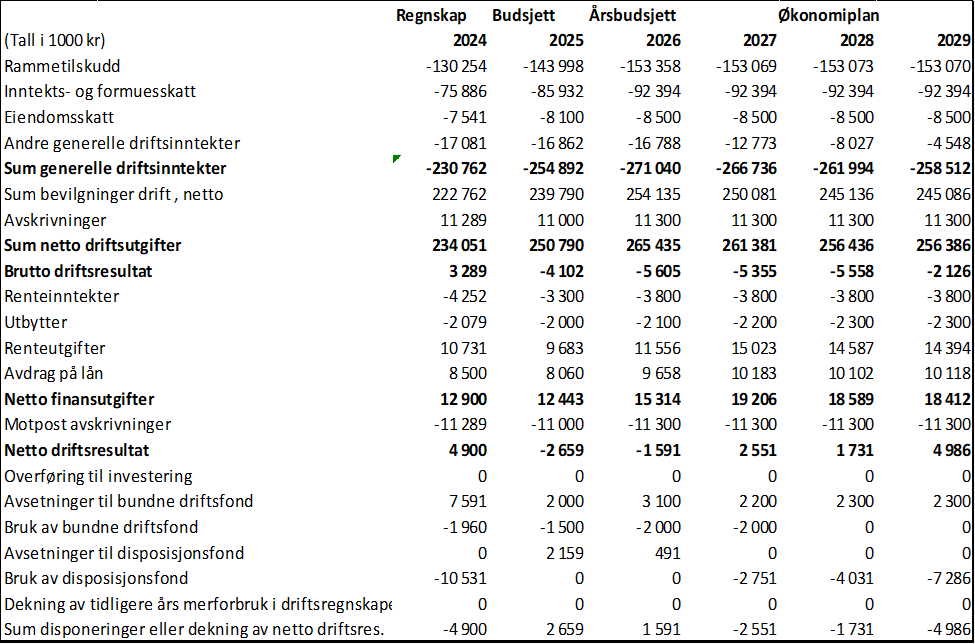 Regnskap Budsjett Årsbudsjett Økonomiplan
(Tall i 1000 kr) 2024 2025 2026 2027 2028 2029
Rammetilskudd -130 254 -143 998 -153 358 -153 069 -153 073 -153 070
Inntekts- og formuesskatt -75 886 -85 932 -92 394 -92 394 -92 394 -92 394
Eiendomsskatt -7 541 -8 100 -8 500 -8 500 -8 500 -8 500
Andre generelle driftsinntekter -17 081 -16 862 -16 788 -12 773 -8 027 -4 548
Sum generelle driftsinntekter -230 762 -254 892 -271 040 -266 736 -261 994 -258 512
Sum bevilgninger drift , netto 222 762 239 790 254 135 250 081 245 136 245 086
Avskrivninger 11 289 11 000 11 300 11 300 11 300 11 300
Sum netto driftsutgifter 234 051 250 790 265 435 261 381 256 436 256 386
Brutto driftsresultat 3 289 -4 102 -5 605 -5 355 -5 558 -2 126
Renteinntekter -4 252 -3 300 -3 800 -3 800 -3 800 -3 800
Utbytter -2 079 -2 000 -2 100 -2 200 -2 300 -2 300
Renteutgifter 10 731 9 683 11 556 15 023 14 587 14 394
Avdrag på lån 8 500 8 060 9 658 10 183 10 102 10 118
Netto finansutgifter 12 900 12 443 15 314 19 206 18 589 18 412
Motpost avskrivninger -11 289 -11 000 -11 300 -11 300 -11 300 -11 300
Netto driftsresultat 4 900 -2 659 -1 591 2 551 1 731 4 986
Overføring til investering 0 0 0 0 0 0
Avsetninger til bundne driftsfond 7 591 2 000 3 100 2 200 2 300 2 300
Bruk av bundne driftsfond -1 960 -1 500 -2 000 -2 000 0 0
Avsetninger til disposisjonsfond 0 2 159 491 0 0 0
Bruk av disposisjonsfond -10 531 0 0 -2 751 -4 031 -7 286
Dekning av tidligere års merforbruk i driftsregnskape 0 0 0 0 0 0
Sum disponeringer eller dekning av netto driftsres. -4 900 2 659 1 591 -2 551 -1 731 -4 986